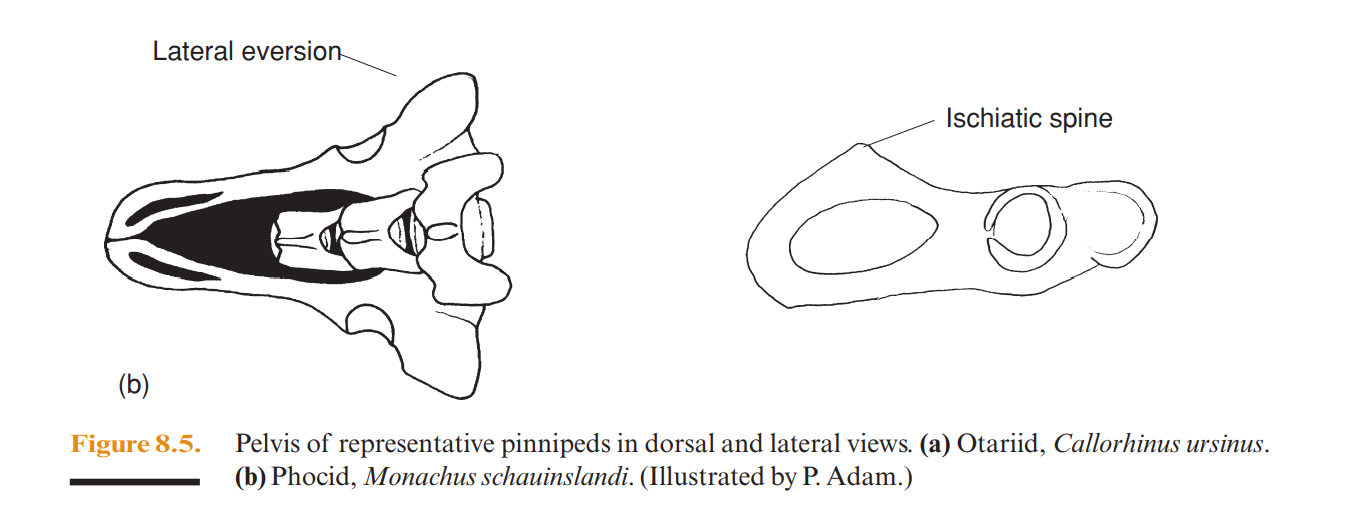 Lateral eversion
Ischiatic spine
(b)
Figure 8.5. Pelvis of representative pinnipeds in dorsal and lateral views. (a) Otariid, Callorhinus ursinus.
(b) Phocid, Monachus schauinslandi. (Illustrated by P. Adam.)